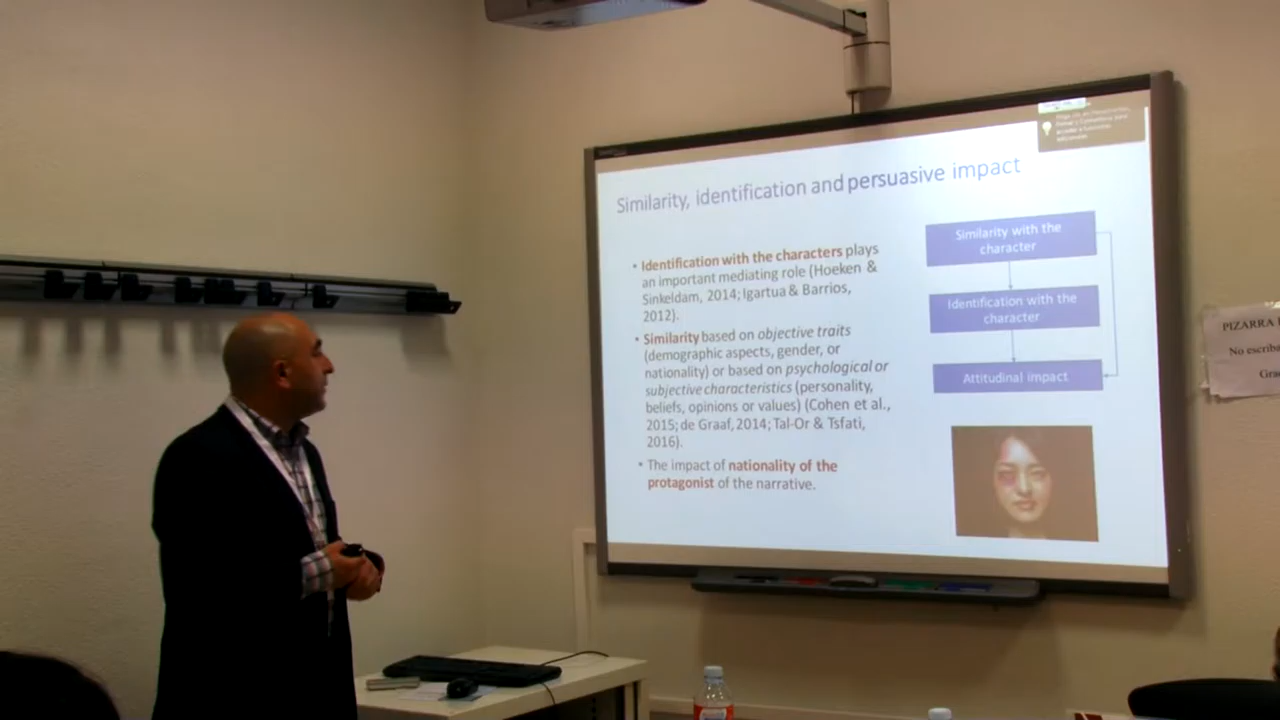 Similarity, identification and persuasive impact
• Identification with the characters plays
an important mediating role (Hoeken &
Sinkeldam, 2014; Igartua & Barrios,
2012).
• Similarity based on objective traits
(demographic aspects, gender, or
nationality) or based on psychological or
subjective characteristics (personality,
beliefs, opinions or values) (Cohen et al.,
2015; de Graaf, 2014; Tal-Or & Tsfati,
2016).
• The impact of nationality of the
protagonist of the narrative.
Similarity with the
character
Identification with the
character
Attitudinal impact
PIZARRA
No escriba